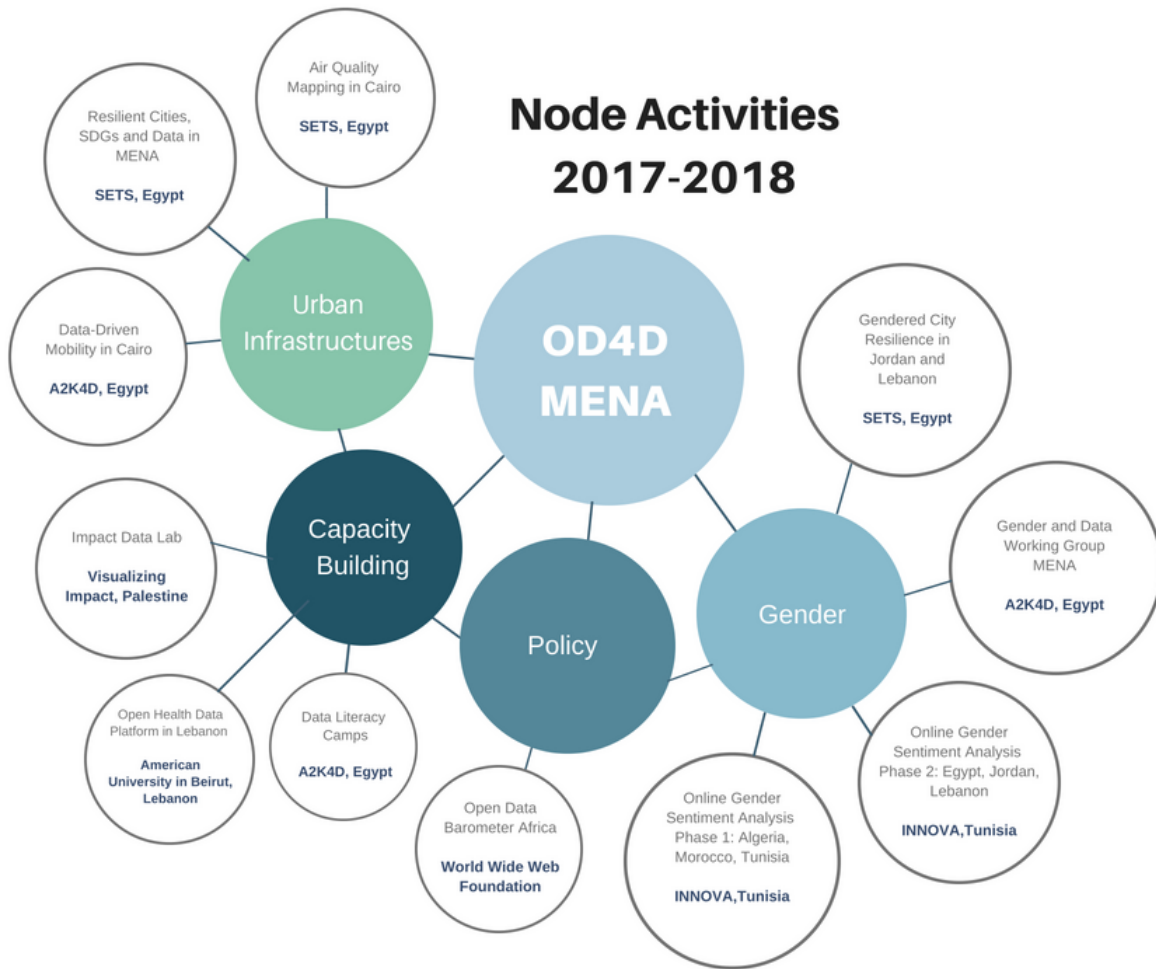 Node Activities
2017-2018
Air Quality
Mapping in Cairo
SETS, Egypt
Resilient Cities,
SDGs and Data in
MENA
SETS, Egypt
Data-Driven
Mobility in Cairo
A2K4D, Egypt
Urban
Infrastructures
OD4D
MENA
Gendered City
Resilience in
Jordan and
Lebanon
SETS, Egypt
Capacity
Building
Impact Data Lab
Visualizing
Impact, Palestine
Policy
Gender
Gender and Data
Working Group
MENA
A2K4D, Egypt
Open Health Data
Platform in Lebanon
American
University in Beirut,
Lebanon
Data Literacy
Camps
A2K4D, Egypt
Open Data
Barometer Africa
World Wide Web
Foundation
Online Gender
Sentiment Analysis
Phase 1: Algeria,
Morocco, Tunisia
INNOVA,Tunisia
Online Gender
Sentiment Analysis
Phase 2: Egypt, Jordan,
Lebanon
INNOVA,Tunisia